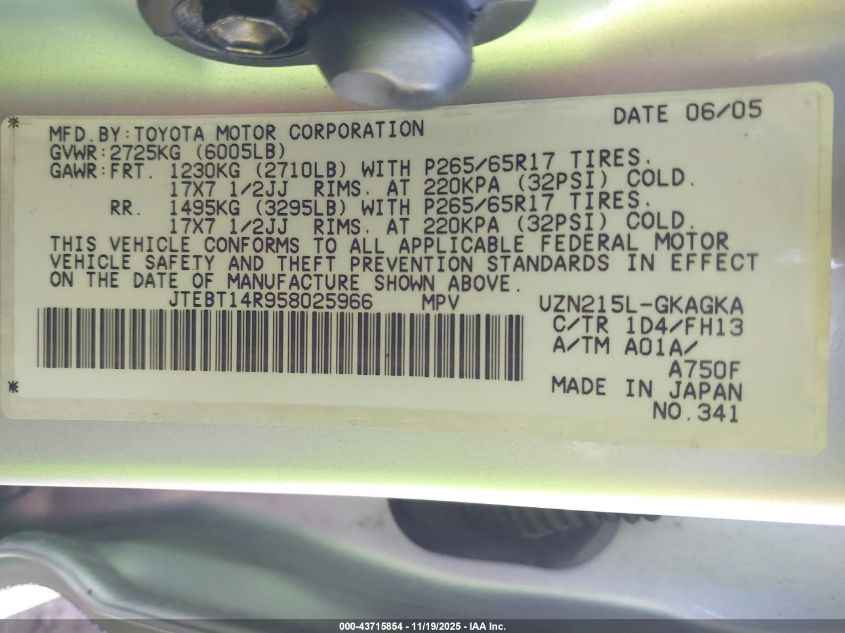 DATE 06/05
MFD.BY:TOYOTA MOTOR CORPORATION
GVWR:2725KG (6005LB)
GAWR:FRT. 1230KG (2710LB) WITH P265/65R17 TIRES.
17X7 1/2JJ RIMS. AT 220KPA (32PSI) COLD.
RR. 1495KG (3295LB) WITH P265/65R17 TIRES.
17X7 1/2JJ RIMS. AT 220KPA (32PSI) COLD.
THIS VEHICLE CONFORMS TO ALL APPLICABLE FEDERAL MOTOR
VEHICLE SAFETY AND THEFT PREVENTION STANDARDS IN EFFECT
ON THE DATE OF MANUFACTURE SHOWN ABOVE.
JTEBT14R958025966 MPV UZN215L-GKAGKA
C/TR 1D4/FH13
A/TM A01A/
A750F
MADE IN JAPAN
NO.341
000-43715854 - 11/19/2025 - IAA Inc.